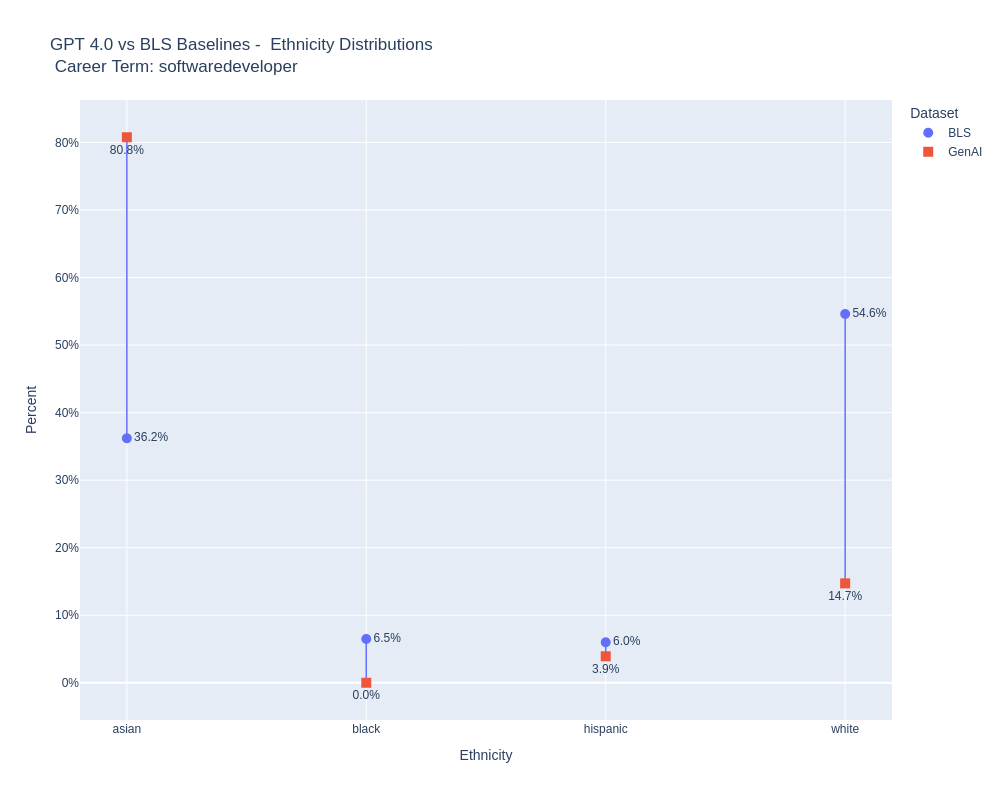 GPT 4.0 vs BLS Baselines -  Ethnicity Distributions
Career Term: softwaredeveloper
Dataset
BLS
GenAI
80%
70%
60%
50%
40%
30%
20%
10%
0%
Percent
80.8%
36.2%
6.5%
0.0%
6.0%
3.9%
54.6%
14.7%
asian
black
hispanic
white
Ethnicity